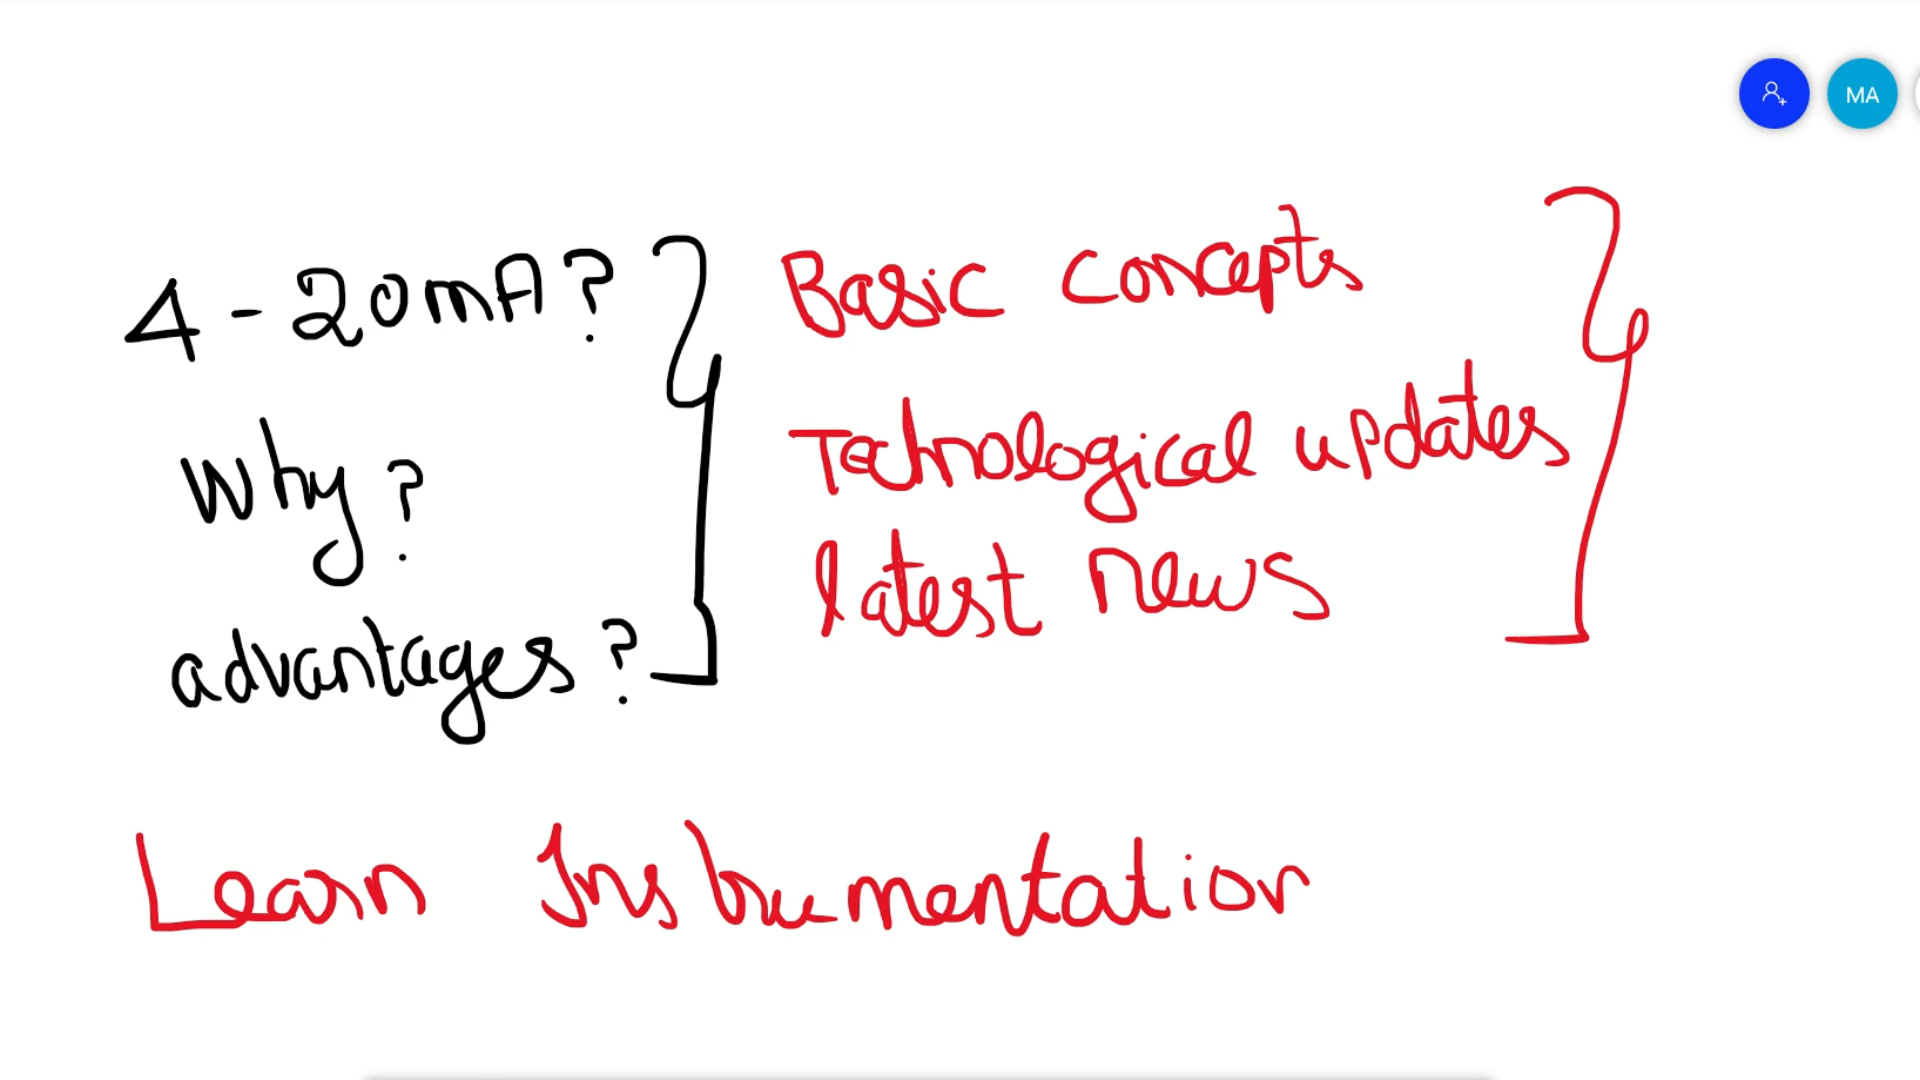 MA
4-20mA?
Why?
advantages?
Basic concepts
Technological updates
latest news
Learn Instrumentation